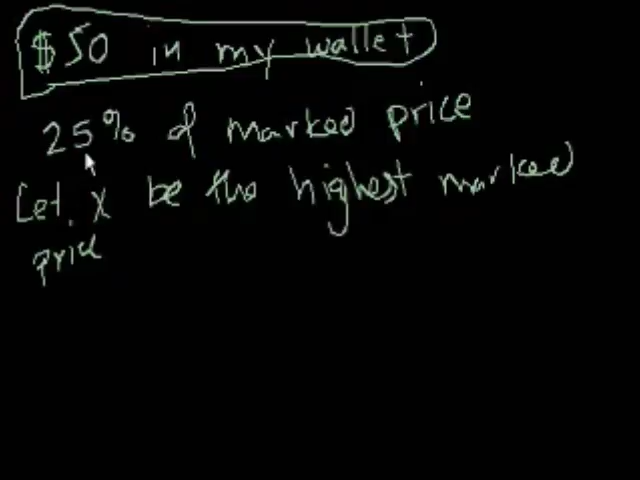 $50 in my wallet
25% of marked price
Let X be the highest marked
price